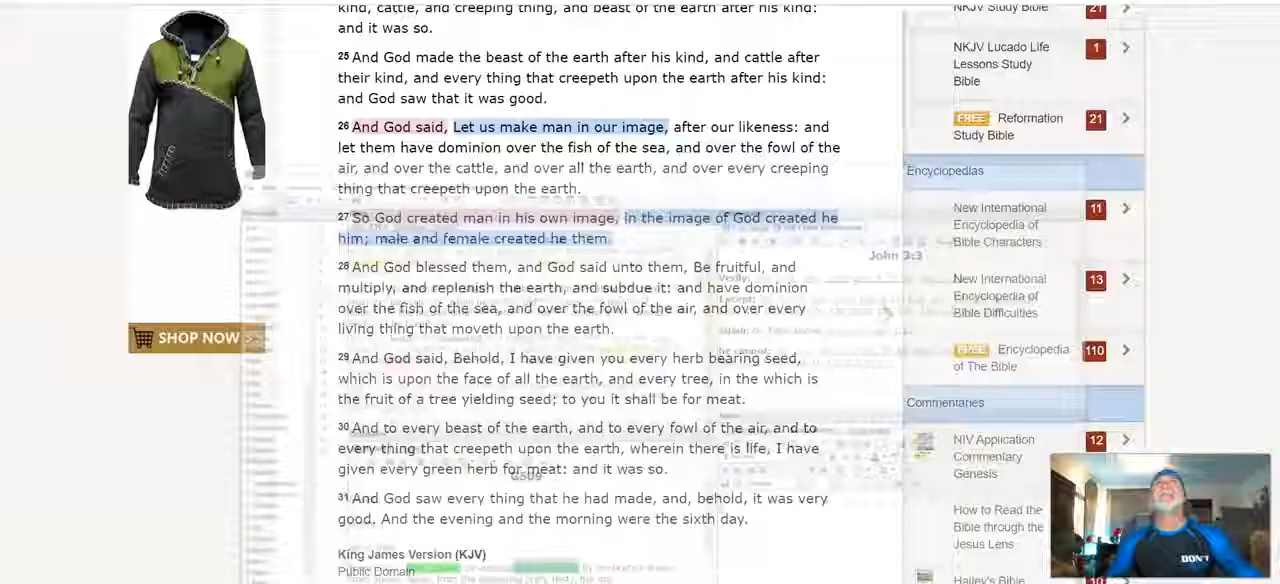 kind, cattle, and creeping thing, and beast of the earth after his kind:
and it was so.
25 And God made the beast of the earth after his kind, and cattle after
their kind, and every thing that creepeth upon the earth after his kind:
and God saw that it was good.
26 And God said, Let us make man in our image, after our likeness: and
let them have dominion over the fish of the sea, and over the fowl of the
air, and over the cattle, and over all the earth, and over every creeping
thing that creepeth upon the earth.
27 So God created man in his own image, in the image of God created he
him; male and female created he them.
28 And God blessed them, and God said unto them, Be fruitful, and
multiply, and replenish the earth, and subdue it: and have dominion
over the fish of the sea, and over the fowl of the air, and over every
living thing that moveth upon the earth.
29 And God said, Behold, I have given you every herb bearing seed,
which is upon the face of all the earth, and every tree, in the which is
the fruit of a tree yielding seed; to you it shall be for meat.
30 And to every beast of the earth, and to every fowl of the air, and to
every thing that creepeth upon the earth, wherein there is life, I have
given every green herb for meat: and it was so.
31 And God saw every thing that he had made, and, behold, it was very
good. And the evening and the morning were the sixth day.
King James Version (KJV)
Public Domain
SHOP NOW >>
John 3:3
Verily:
Except:
again:
he cannot:
G509
NKJV Study Bible 21
NKJV Lucado Life 1
Lessons Study
Bible
FREE Reformation 21
Study Bible
Encyclopedias
New International 11
Encyclopedia of
Bible Characters
New International 13
Encyclopedia of
Bible Difficulties
FREE Encyclopedia 110
of The Bible
Commentaries
NIV Application 12
Commentary
Genesis
How to Read the
Bible through the
Jesus Lens
Halley's Bible 10
DON'T